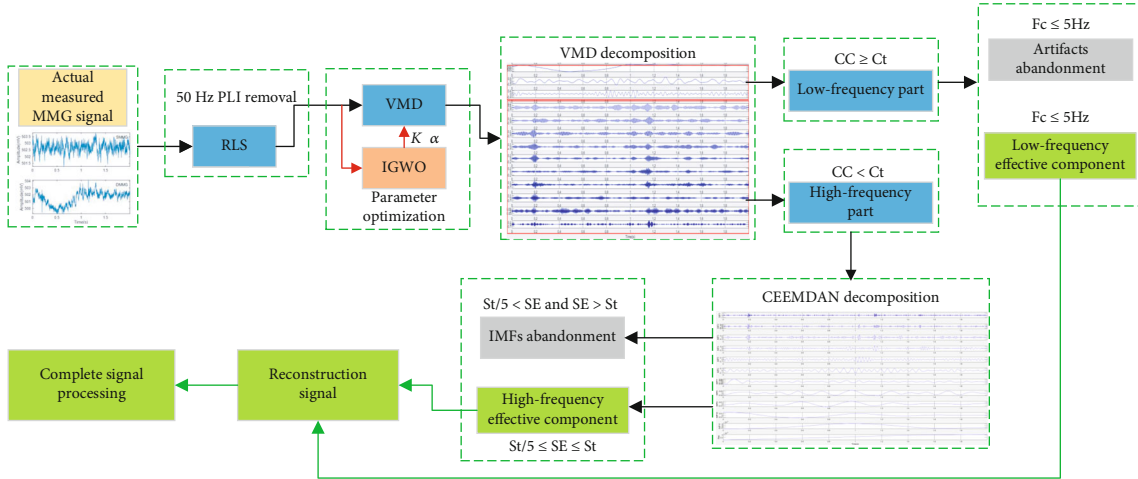 Actual
measured
MMG signal
50 Hz PLI removal
RLS
VMD
K α
IGWO
Parameter
optimization
VMD decomposition
CC ≥ Ct
Low-frequency part
CC < Ct
High-frequency
part
Fc ≤ 5Hz
Artifacts
abandonment
Fc ≤ 5Hz
Low-frequency
effective component
CEEMDAN decomposition
St/5 < SE and SE > St
IMFs abandonment
High-frequency
effective component
St/5 ≤ SE ≤ St
Reconstruction
signal
Complete signal
processing